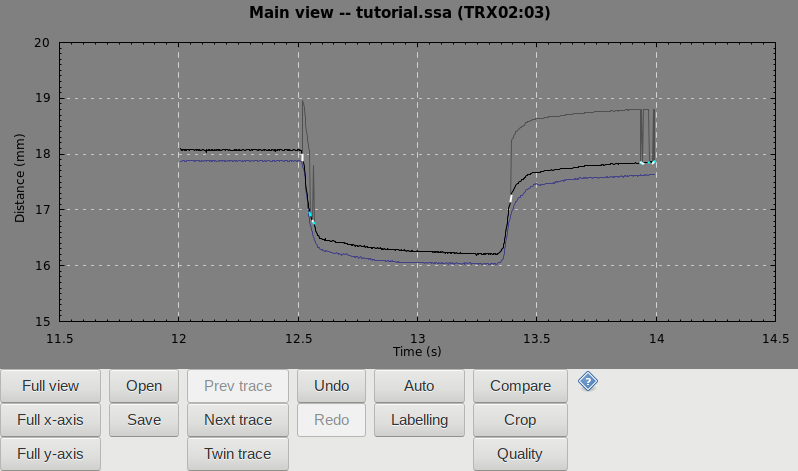 Main view -- tutorial.ssa (TRX02:03)
20
19
18
17
16
15
Distance (mm)
11.5 12 12.5 13 13.5 14 14.5
Time (s)
Full view Open Prev trace Undo Auto Compare ?
Full x-axis Save Next trace Redo Labelling Crop
Full y-axis Twin trace Quality